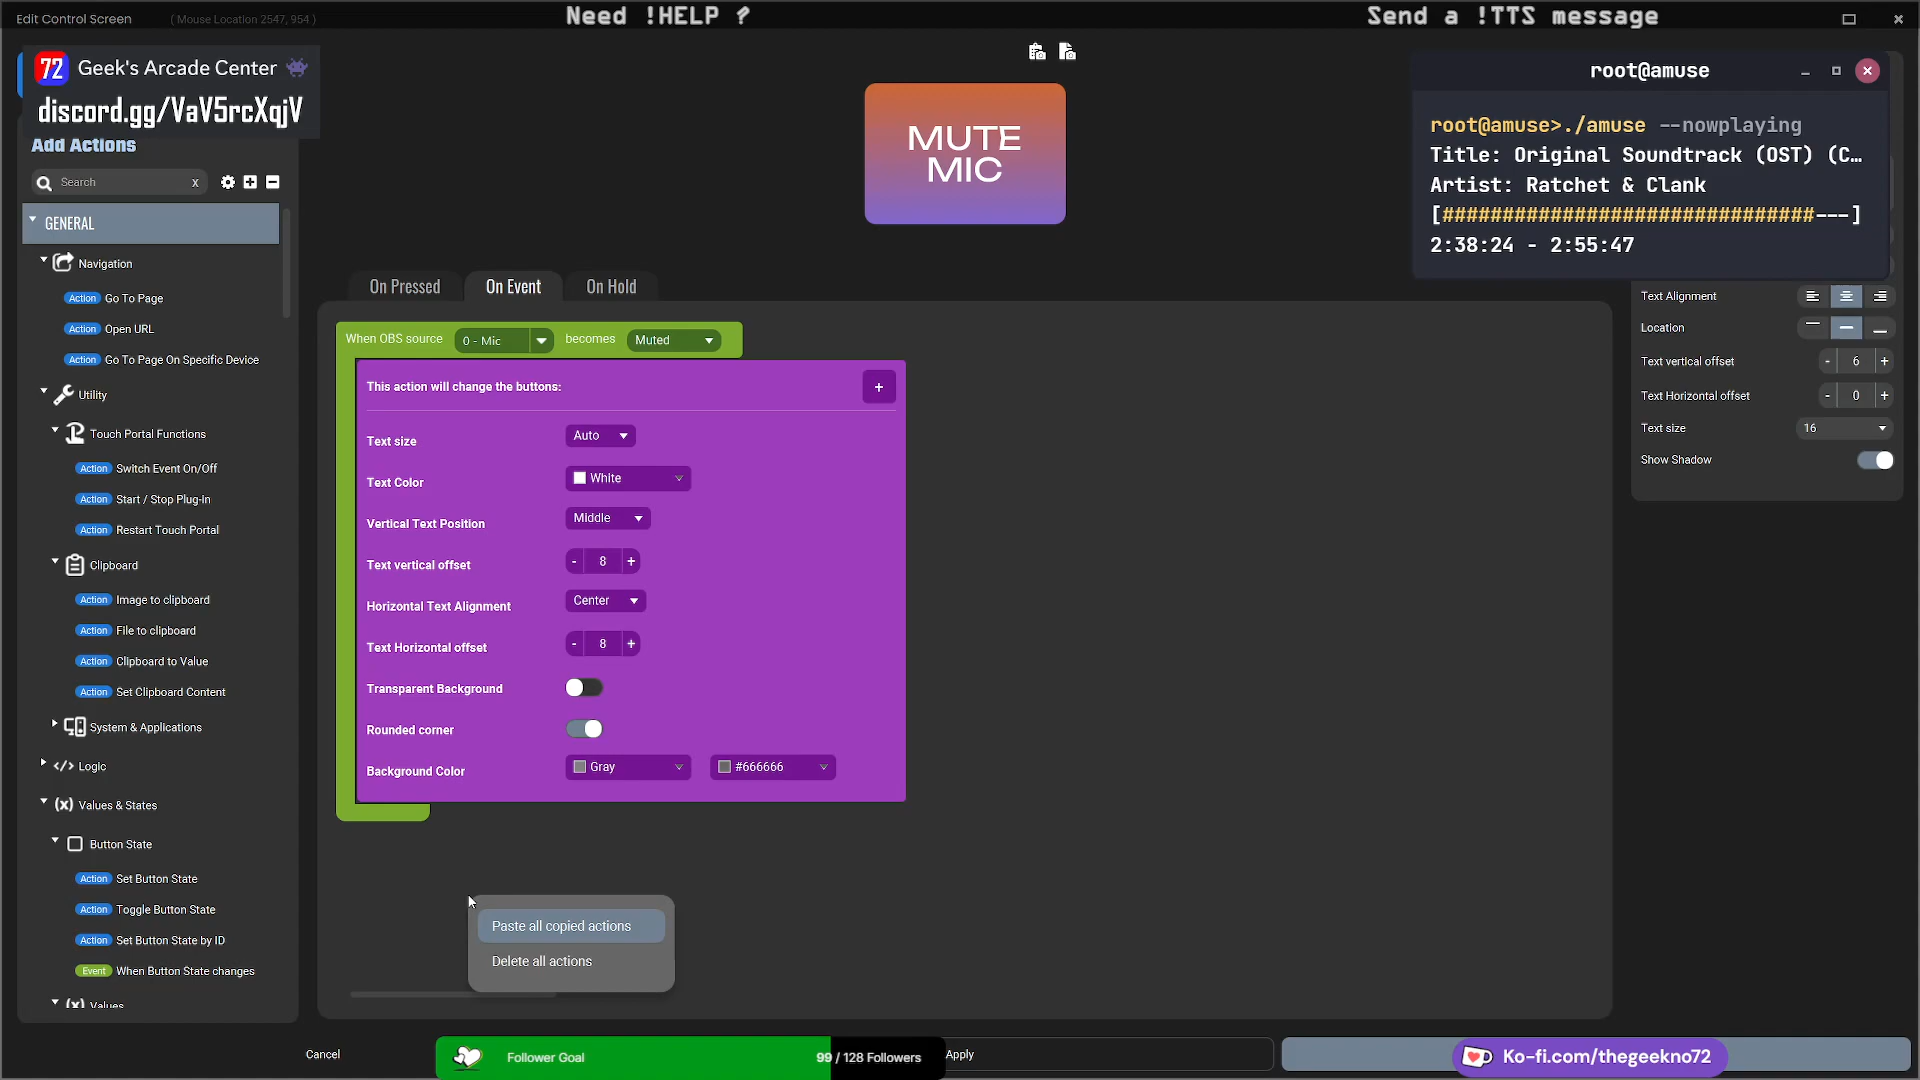 Edit Control Screen
( Mouse Location 2547, 954 )
Need !HELP ?
Send a !TTS message
72 Geek's Arcade Center
discord.gg/VaV5rcXqjV
Add Actions
Search
x
GENERAL
Navigation
Action Go To Page
Action Open URL
Action Go To Page On Specific Device
Utility
Touch Portal Functions
Action Switch Event On/Off
Action Start / Stop Plug-In
Action Restart Touch Portal
Clipboard
Action Image to clipboard
Action File to clipboard
Action Clipboard to Value
Action Set Clipboard Content
System & Applications
</> Logic
(x) Values & States
Button State
Action Set Button State
Action Toggle Button State
Action Set Button State by ID
Event When Button State changes
(x) Values
MUTE
MIC
On Pressed
On Event
On Hold
When OBS source 0 - Mic becomes Muted
This action will change the buttons:
+
Text size Auto
Text Color White
Vertical Text Position Middle
Text vertical offset - 8 +
Horizontal Text Alignment Center
Text Horizontal offset - 8 +
Transparent Background
Rounded corner
Background Color Gray #666666
Paste all copied actions
Delete all actions
root@amuse
root@amuse>./amuse --nowplaying
Title: Original Soundtrack (OST) (C...
Artist: Ratchet & Clank
[###############################---]
2:38:24 - 2:55:47
Text Alignment
Location
Text vertical offset - 6 +
Text Horizontal offset - 0 +
Text size 16
Show Shadow
Cancel
Follower Goal 99 / 128 Followers
Apply
Ko-fi.com/thegeekno72